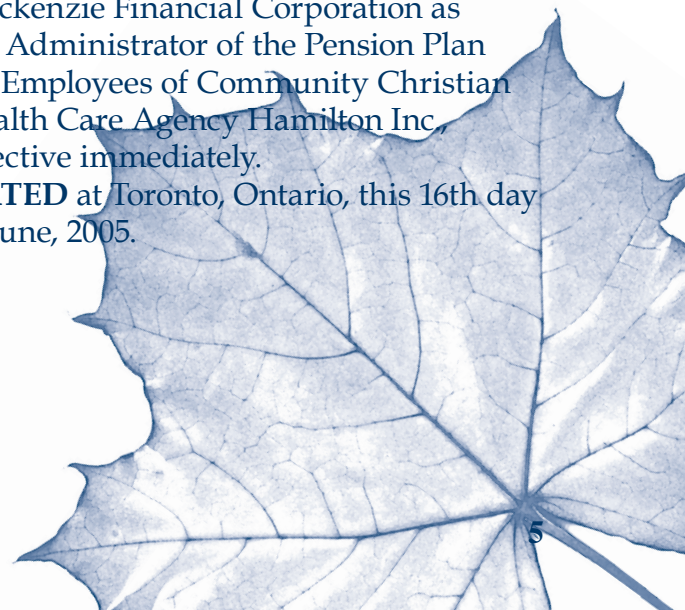 ckenzie Financial Corporation as
Administrator of the Pension Plan
Employees of Community Christian
alth Care Agency Hamilton Inc.,
ective immediately.
TED at Toronto, Ontario, this 16th day
une, 2005.
5